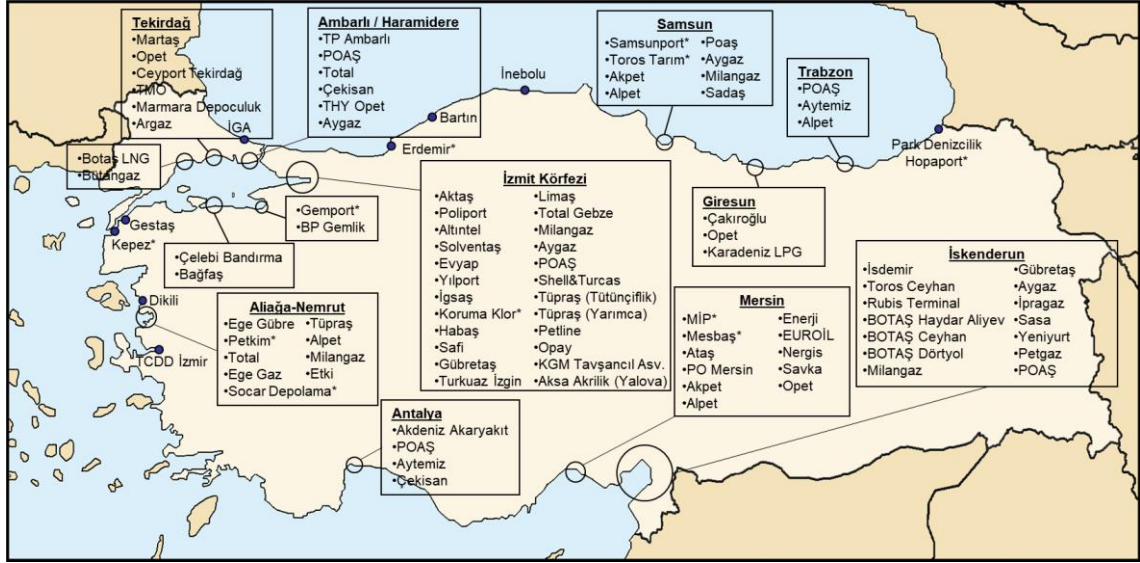 Tekirdağ
•Martaş
•Opet
•Ceyport Tekirdağ
•TMO
•Marmara Depoculuk
•Argaz
Ambarlı / Haramidere
•TP Ambarlı
•POAŞ
•Total
•Çekisan
•THY Opet
•Aygaz
İnebolu
Samsun
•Samsunport*
•Toros Tarım*
•Akpet
•Alpet
•Poaş
•Aygaz
•Milangaz
•Sadaş
Trabzon
•POAŞ
•Aytemiz
•Alpet
İGA
Bartın
Erdemir*
Park Denizcilik
Hopaport*
•Botaş LNG
•Bütangaz
•Gemport*
•BP Gemlik
Gestaş
Kepez*
•Çelebi Bandırma
•Bağfaş
İzmit Körfezi
•Aktaş
•Poliport
•Altıntel
•Solventaş
•Evyap
•Yılport
•İgsaş
•Koruma Klor*
•Habaş
•Safi
•Gübretaş
•Turkuaz İzgin
•Limaş
•Total Gebze
•Milangaz
•Aygaz
•POAŞ
•Shell&Turcas
•Tüpraş (Tütünçiflik)
•Tüpraş (Yarımca)
•Petline
•Opay
•KGM Tavşancıl Asv.
•Aksa Akrilik (Yalova)
Giresun
•Çakıroğlu
•Opet
•Karadeniz LPG
İskenderun
•İsdemir
•Toros Ceyhan
•Rubis Terminal
•BOTAŞ Haydar Aliyev
•BOTAŞ Ceyhan
•BOTAŞ Dörtyol
•Milangaz
•Gübretaş
•Aygaz
•İpragaz
•Sasa
•Yeniyurt
•Petgaz
•POAŞ
Dikili
TCDD İzmir
Aliağa-Nemrut
•Ege Gübre
•Petkim*
•Total
•Ege Gaz
•Socar Depolama*
•Tüpraş
•Alpet
•Milangaz
•Etki
Mersin
•MİP*
•Mesbaş*
•Ataş
•PO Mersin
•Akpet
•Alpet
•Enerji
•EUROİL
•Nergis
•Savka
•Opet
Antalya
•Akdeniz Akaryakıt
•POAŞ
•Aytemiz
•Çekisan